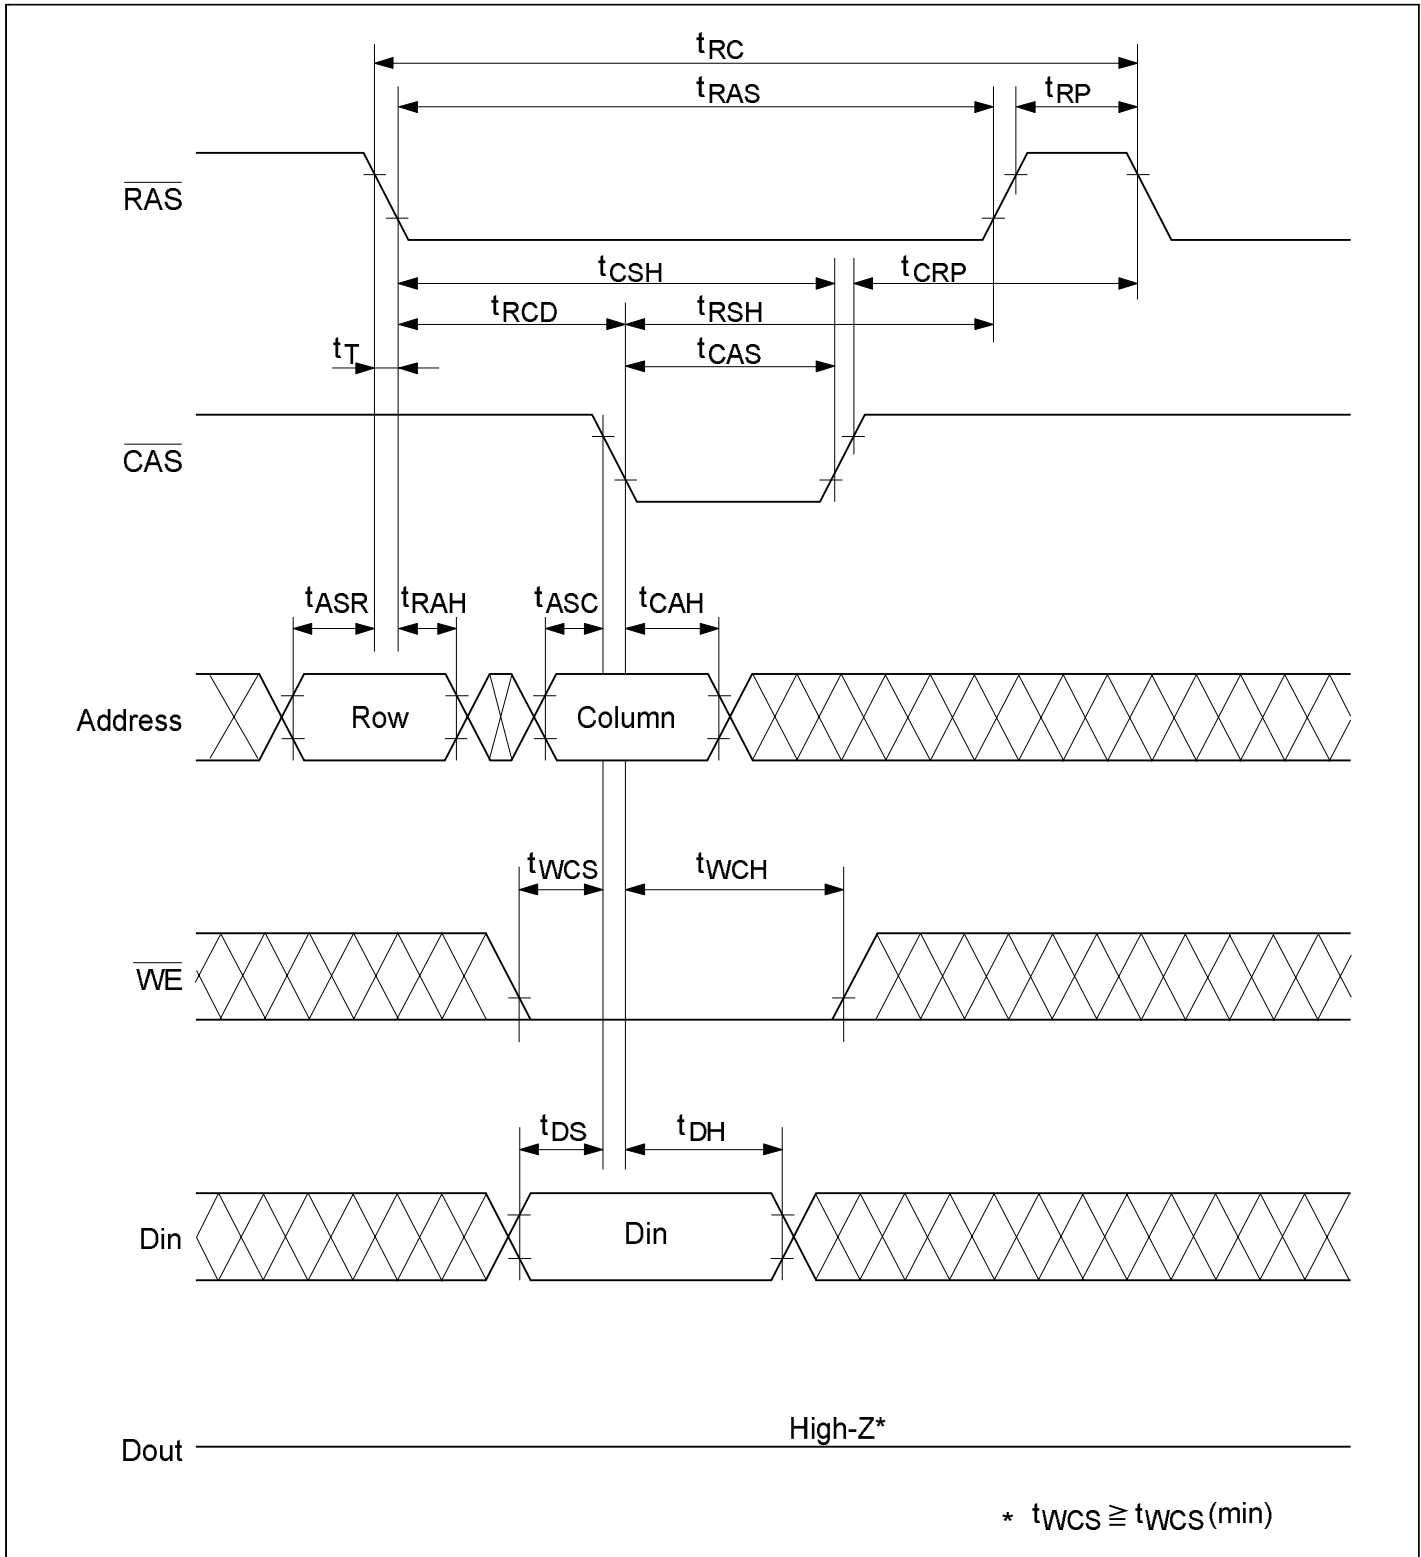 tRC
tRAS
tRP
RAS
tCSH
tCRP
tRCD
tRSH
tT
tCAS
CAS
tASR
tRAH
tASC
tCAH
Address
Row
Column
tWCS
tWCH
WE
tDS
tDH
Din
Din
High-Z*
Dout
* tWCS ≧ tWCS (min)